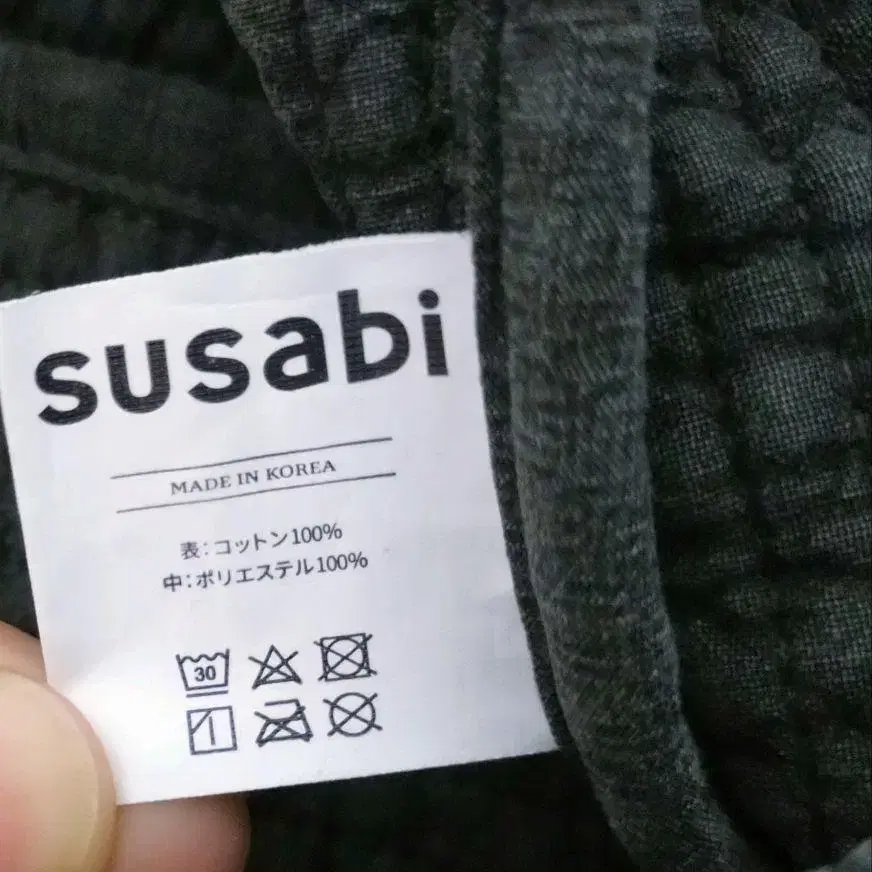 susabi
MADE IN KOREA
表:コットン100%
中:ポリエステル100%
30